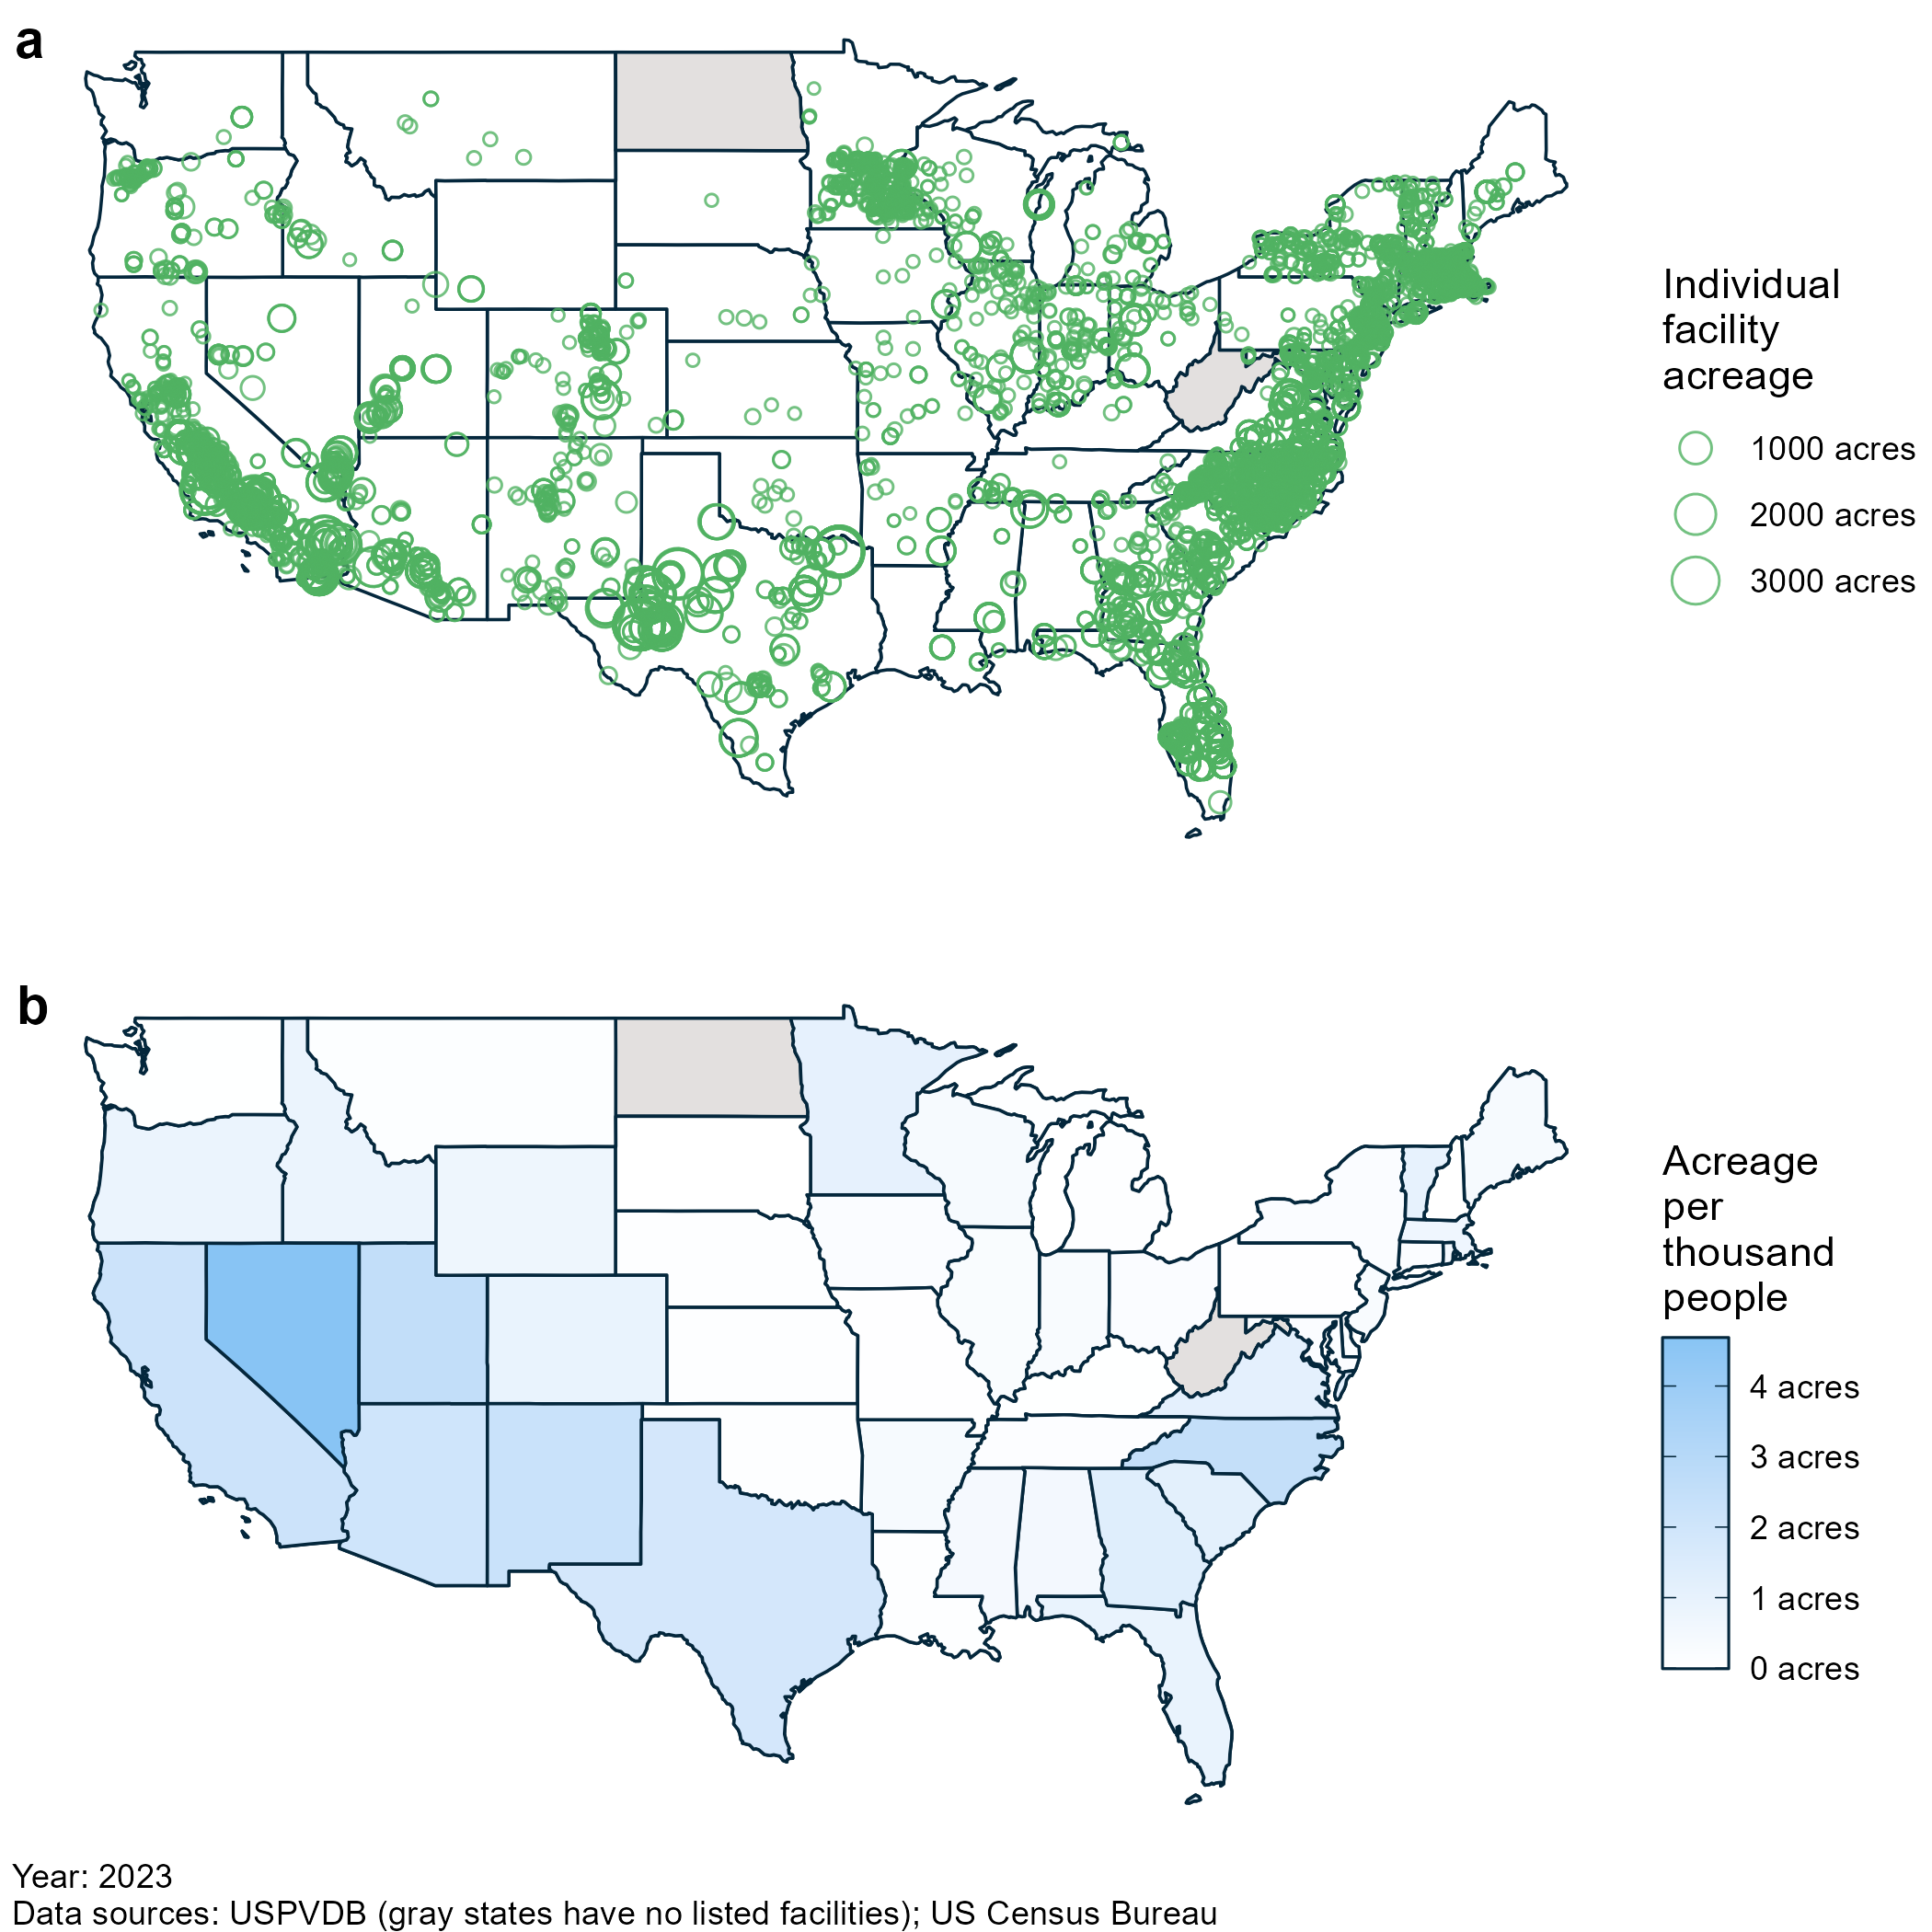 a
Individual
facility
acreage
1000 acres
2000 acres
3000 acres
b
Acreage
per
thousand
people
4 acres
3 acres
2 acres
1 acres
0 acres
Year: 2023
Data sources: USPVDB (gray states have no listed facilities); US Census Bureau